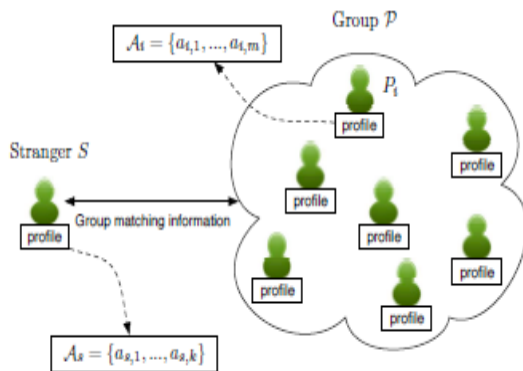 Group 𝒫
𝒜ᵢ = {aᵢ,₁, ..., aᵢ,ₘ}
Pᵢ
profile
profile
Stranger S
profile
profile
profile
Group matching information
profile
profile
profile
profile
𝒜ₛ = {aₛ,₁, ..., aₛ,ₖ}